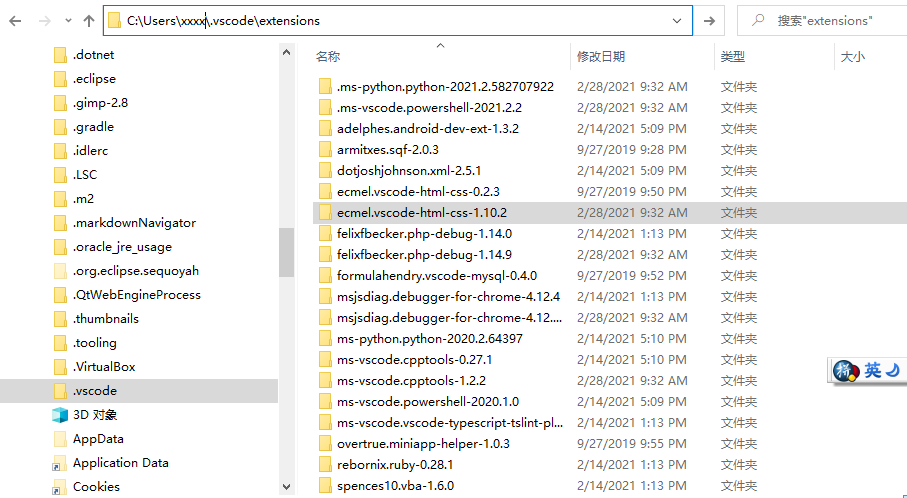 C:\Users\xxxx\.vscode\extensions
搜索"extensions"
.dotnet
.eclipse
.gimp-2.8
.gradle
.idlerc
.LSC
.m2
.markdownNavigator
.oracle_jre_usage
.org.eclipse.sequoyah
.QtWebEngineProcess
.thumbnails
.tooling
.VirtualBox
.vscode
3D 对象
AppData
Application Data
Cookies
名称 修改日期 类型 大小
.ms-python.python-2021.2.582707922 2/28/2021 9:32 AM 文件夹
.ms-vscode.powershell-2021.2.2 2/28/2021 9:32 AM 文件夹
adelphes.android-dev-ext-1.3.2 2/14/2021 5:09 PM 文件夹
armitxes.sqf-2.0.3 9/27/2019 9:28 PM 文件夹
dotjoshjohnson.xml-2.5.1 2/14/2021 5:09 PM 文件夹
ecmel.vscode-html-css-0.2.3 9/27/2019 9:50 PM 文件夹
ecmel.vscode-html-css-1.10.2 2/28/2021 9:32 AM 文件夹
felixfbecker.php-debug-1.14.0 2/14/2021 1:13 PM 文件夹
felixfbecker.php-debug-1.14.9 2/28/2021 9:32 AM 文件夹
formulahendry.vscode-mysql-0.4.0 9/27/2019 9:52 PM 文件夹
msjsdiag.debugger-for-chrome-4.12.4 2/14/2021 1:13 PM 文件夹
msjsdiag.debugger-for-chrome-4.12.... 2/28/2021 9:32 AM 文件夹
ms-python.python-2020.2.64397 2/14/2021 5:10 PM 文件夹
ms-vscode.cpptools-0.27.1 2/14/2021 5:10 PM 文件夹
ms-vscode.cpptools-1.2.2 2/28/2021 9:32 AM 文件夹
ms-vscode.powershell-2020.1.0 2/14/2021 5:09 PM 文件夹
ms-vscode.vscode-typescript-tslint-pl... 2/14/2021 1:13 PM 文件夹
overtrue.miniapp-helper-1.0.3 9/27/2019 9:55 PM 文件夹
rebornix.ruby-0.28.1 2/14/2021 1:13 PM 文件夹
spences10.vba-1.6.0 2/14/2021 1:13 PM 文件夹
英